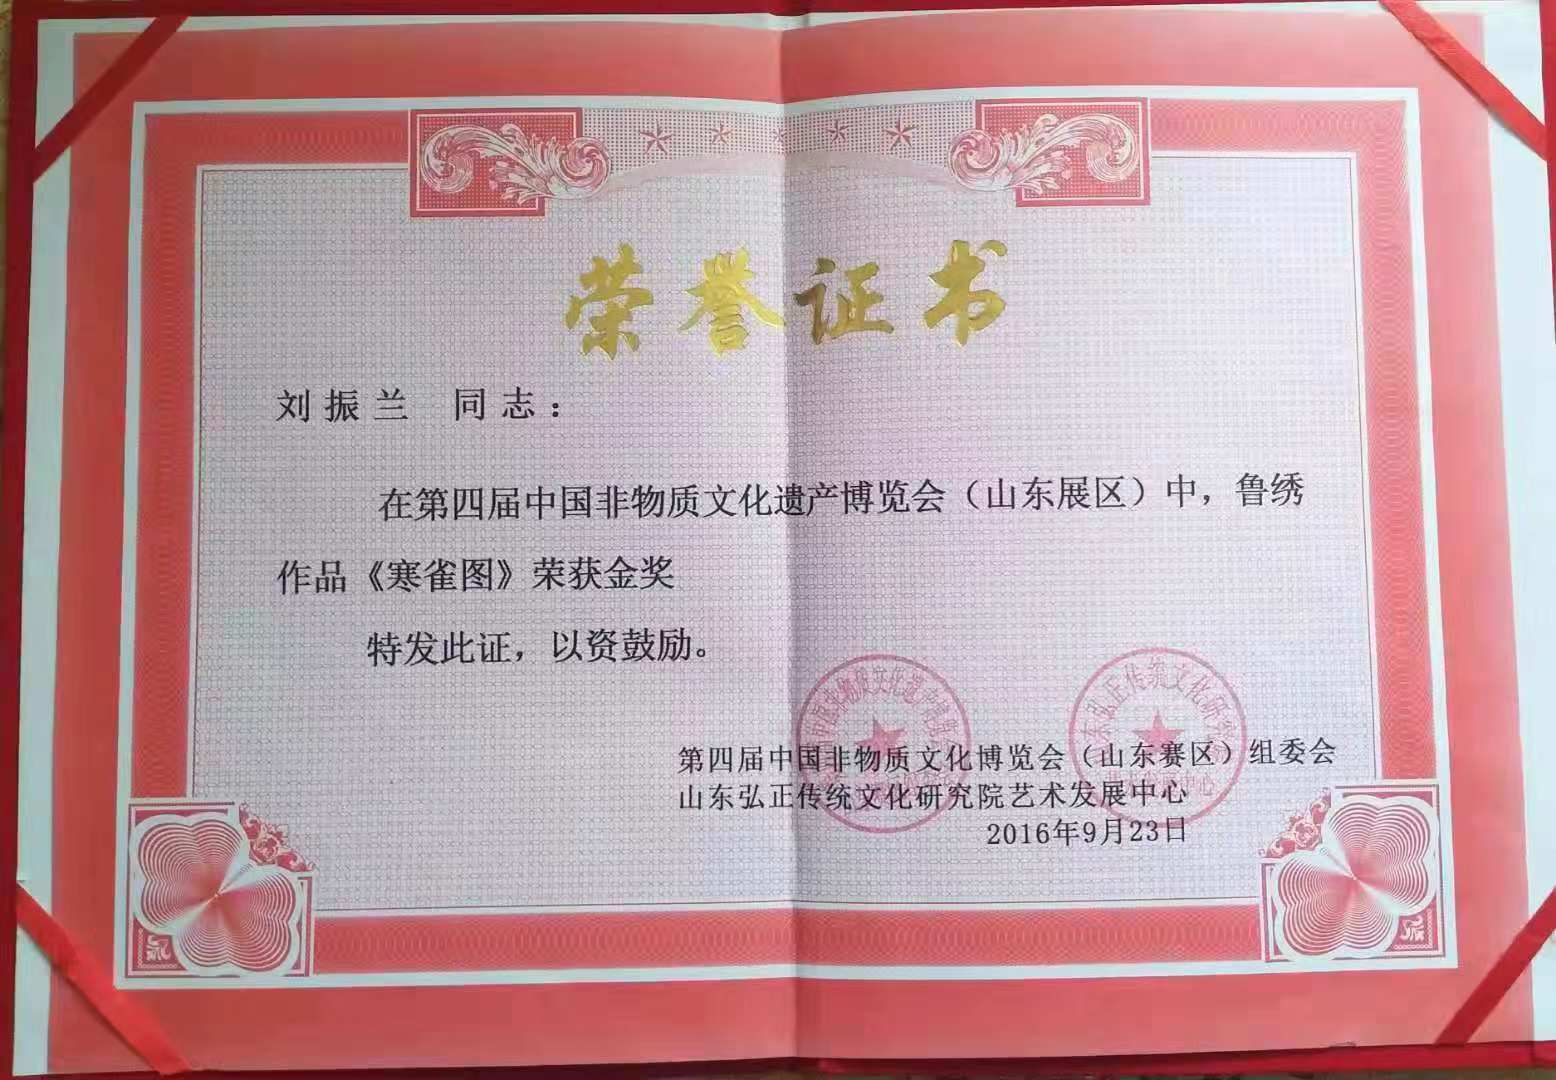 荣誉证书
刘振兰 同志：
在第四届中国非物质文化遗产博览会（山东展区）中，鲁绣
作品《寒雀图》荣获金奖
特发此证，以资鼓励。
第四届中国非物质文化博览会（山东赛区）组委会
山东弘正传统文化研究院艺术发展中心
2016年9月23日